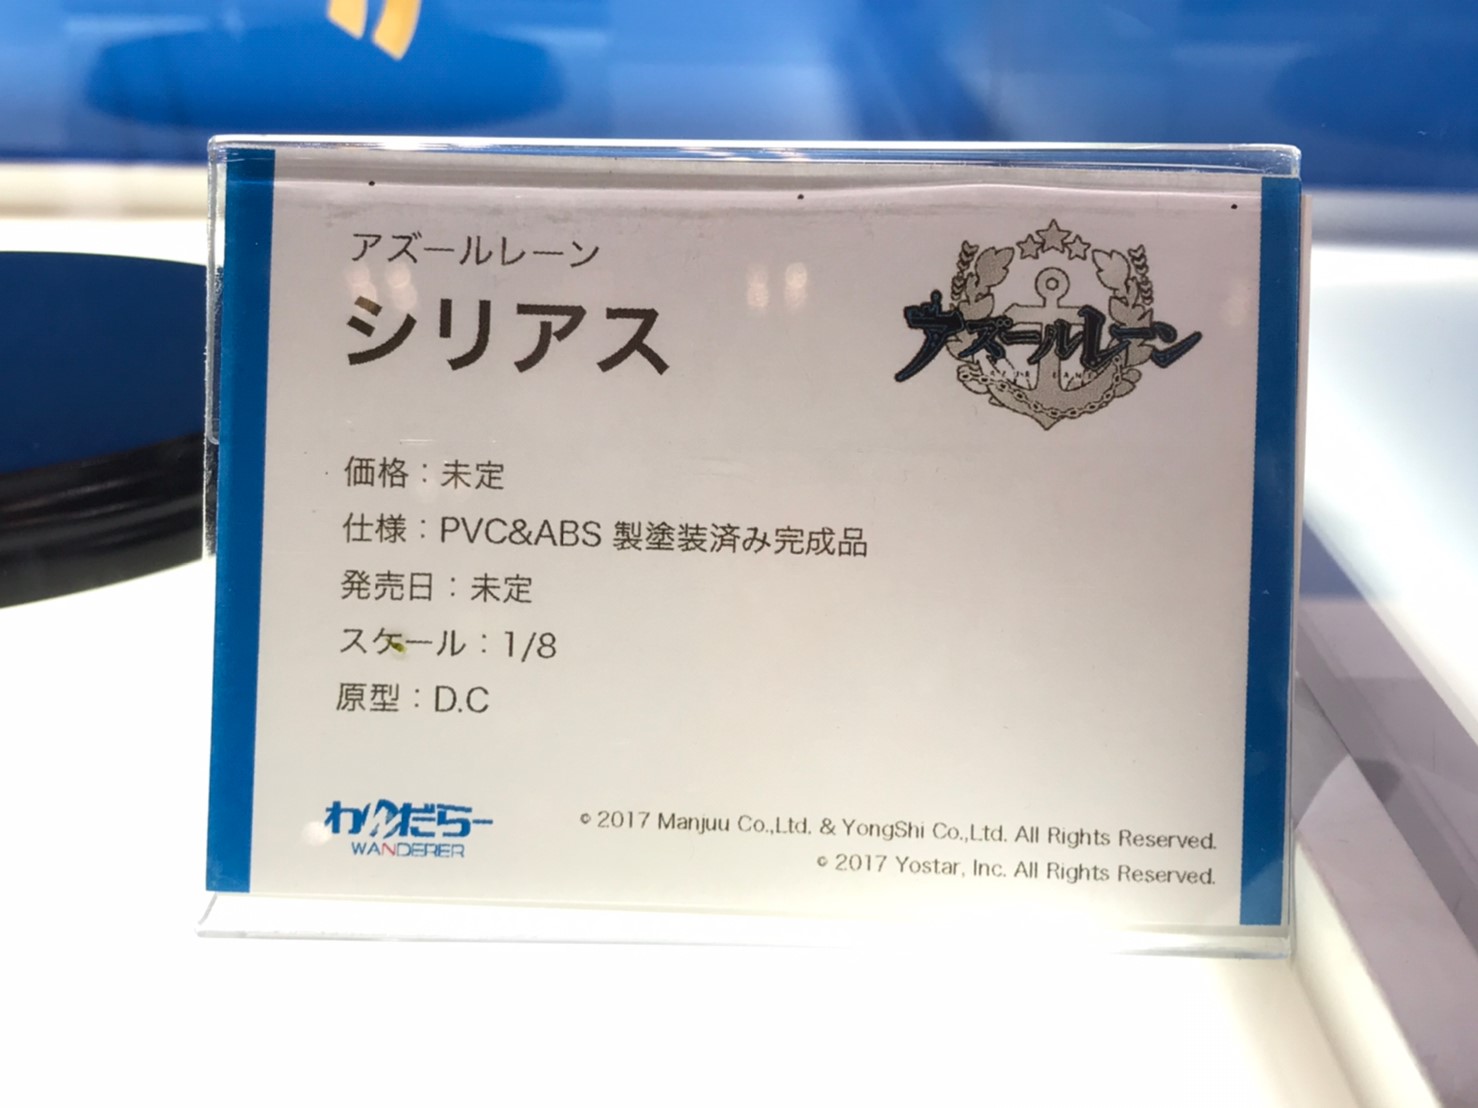 アズールレーン
シリアス
アズールレーン
価格：未定
仕様：PVC&ABS 製塗装済み完成品
発売日：未定
スケール：1/8
原型：D.C
わんだらー
WANDERER
© 2017 Manjuu Co.,Ltd. & YongShi Co.,Ltd. All Rights Reserved.
© 2017 Yostar, Inc. All Rights Reserved.